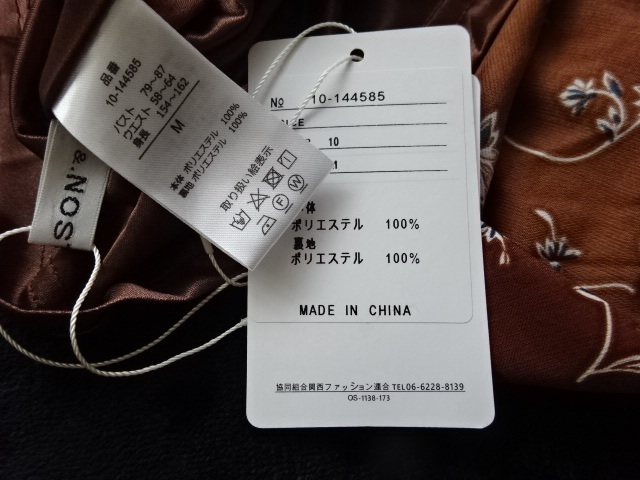 品番
10-144585
バスト 79～87
ウエスト 58～64
身長 154～162
M
本体 ポリエステル 100%
裏地 ポリエステル 100%
取り扱い絵表示
F W
&.NOS
No 10-144585
10
1
体
ポリエステル 100%
裏地
ポリエステル 100%
MADE IN CHINA
協同組合関西ファッション連合 TEL06-6228-8139
OS-1138-173